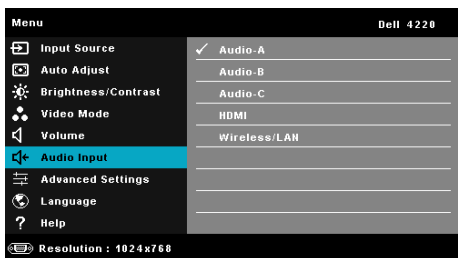 Menu Dell 4220
Input Source
Auto Adjust
Brightness/Contrast
Video Mode
Volume
Audio Input
Advanced Settings
Language
? Help
Resolution : 1024x768
✓ Audio-A
Audio-B
Audio-C
HDMI
Wireless/LAN